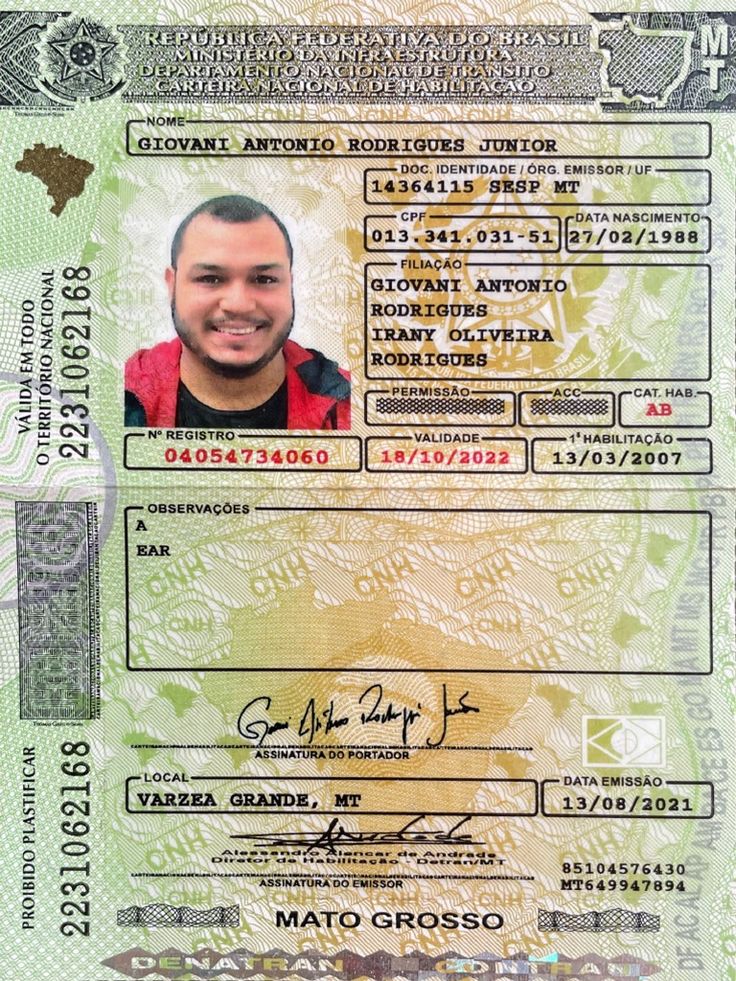 REPÚBLICA FEDERATIVA DO BRASIL
MINISTÉRIO DA INFRAESTRUTURA
DEPARTAMENTO NACIONAL DE TRÂNSITO
CARTEIRA NACIONAL DE HABILITAÇÃO
MT
NOME
GIOVANI ANTONIO RODRIGUES JUNIOR
DOC. IDENTIDADE / ÓRG. EMISSOR / UF
14364115 SESP MT
CPF
013.341.031-51
DATA NASCIMENTO
27/02/1988
FILIAÇÃO
GIOVANI ANTONIO
RODRIGUES
IRANY OLIVEIRA
RODRIGUES
PERMISSÃO
ACC
CAT. HAB.
AB
Nº REGISTRO
04054734060
VALIDADE
18/10/2022
1ª HABILITAÇÃO
13/03/2007
VÁLIDA EM TODO
O TERRITÓRIO NACIONAL
2231062168
OBSERVAÇÕES
A
EAR
ASSINATURA DO PORTADOR
LOCAL
VARZEA GRANDE, MT
DATA EMISSÃO
13/08/2021
Alessandro Alencar de Andrade
Diretor de Habilitação - Detran/MT
ASSINATURA DO EMISSOR
85104576430
MT649947894
PROIBIDO PLASTIFICAR
2231062168
MATO GROSSO
DENATRAN CONTRAN